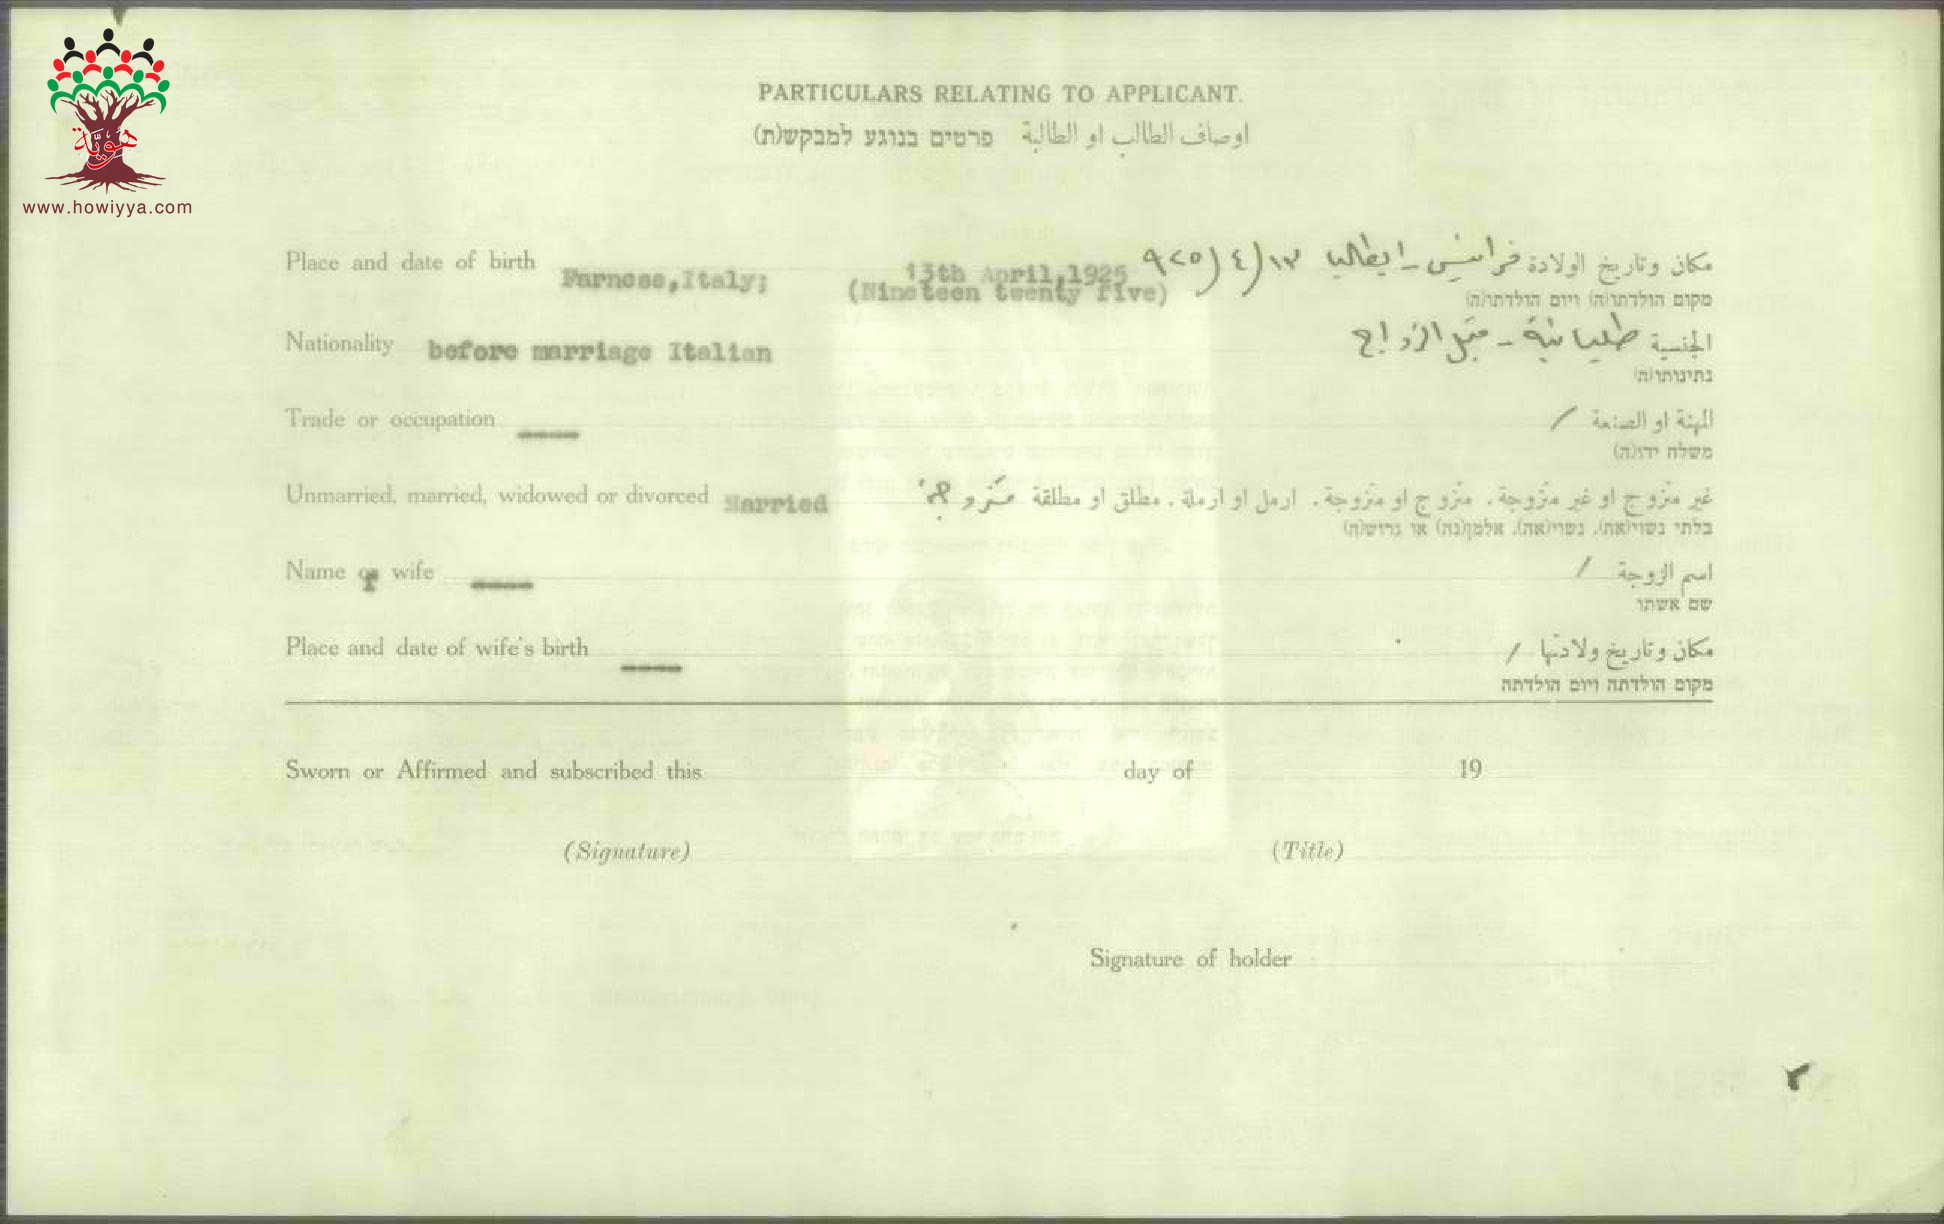 هويّة
www.howiyya.com
PARTICULARS RELATING TO APPLICANT.
اوصاف الطالب او الطالبة פרטים בנוגע למבקש(ת)
Place and date of birth Farnese,Italy; 13th April,1925 (Nineteen twenty five)
مكان وتاريخ الولادة ايطاليا ١٣/٤/٩٢٥
מקום הולדתו(ה) ויום הולדתו(ה)
Nationality before marriage Italian
الجنسية طليانية - قبل الزواج
נתינותו(ה)
Trade or occupation ----
المهنة او الصنعة /
משלח ידו(ה)
Unmarried, married, widowed or divorced Married
غير متزوج او غير متزوجة. متزوج او متزوجة. ارمل او ارملة. مطلق او مطلقة متزوجة
בלתי נשוי(אה). נשוי(אה). אלמן(נה) או גרוש(ה)
Name of wife ----
اسم الزوجة /
שם אשתו
Place and date of wife's birth ----
مكان وتاريخ ولادتها /
מקום הולדתה ויום הולדתה
Sworn or Affirmed and subscribed this day of 19
(Signature) (Title)
Signature of holder